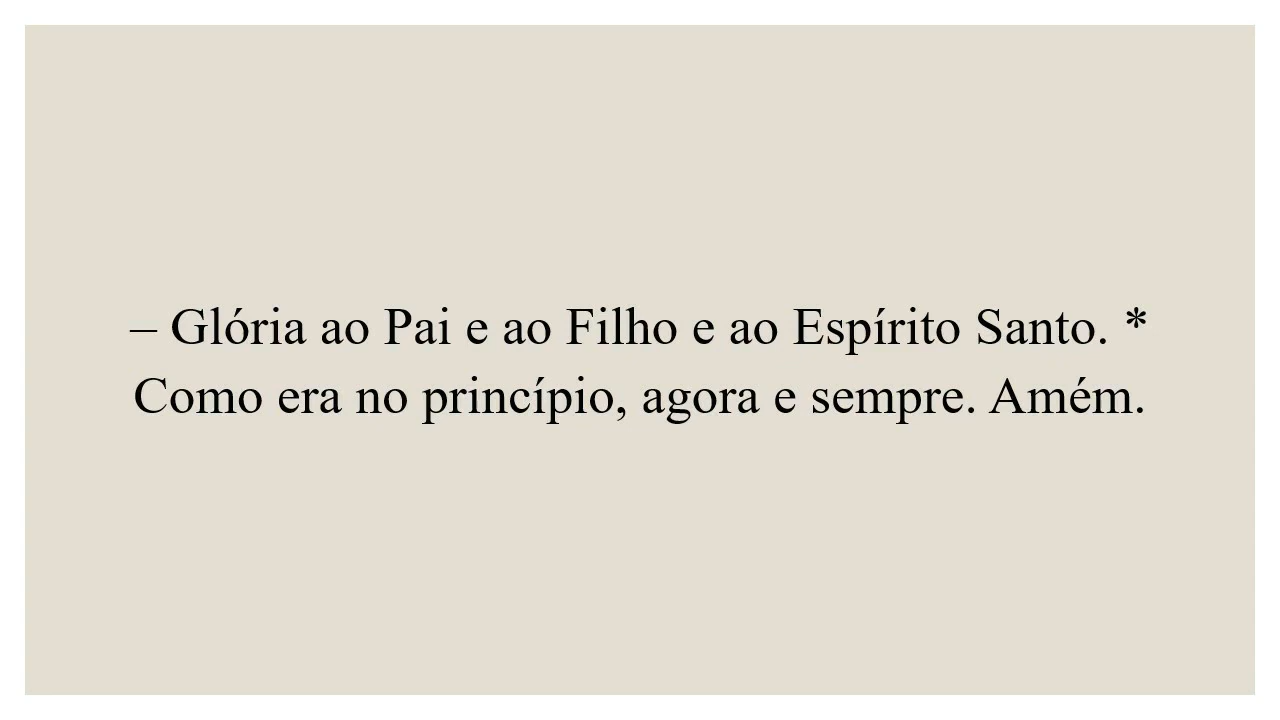 – Glória ao Pai e ao Filho e ao Espírito Santo. *
Como era no princípio, agora e sempre. Amém.